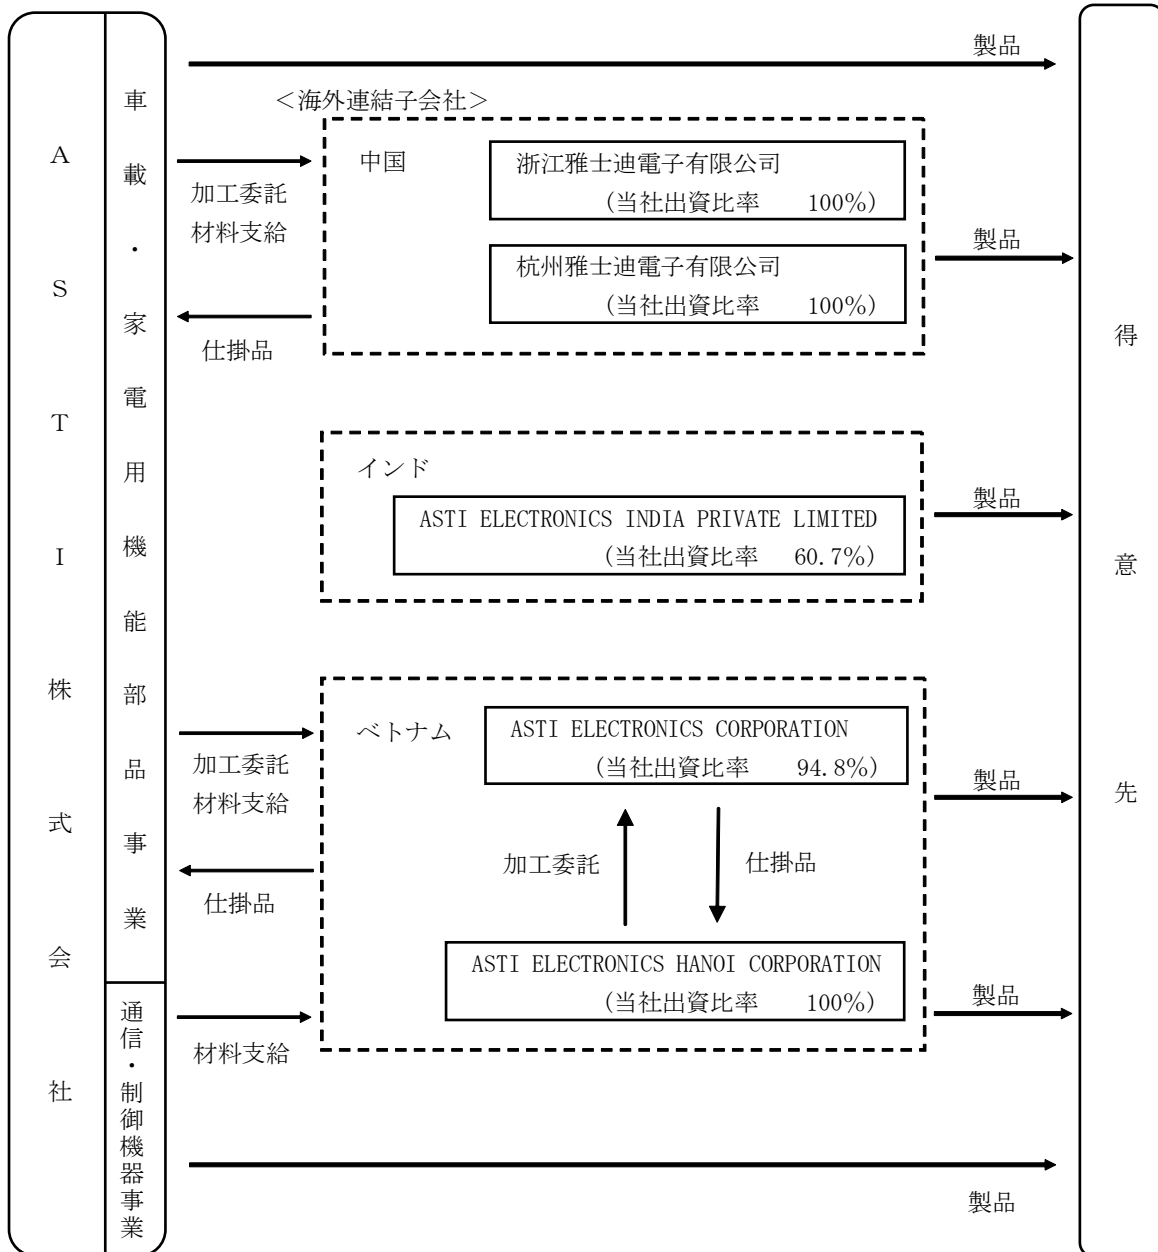 ASTI株式会社
車載・家電用機能部品事業
通信・制御機器事業
製品
＜海外連結子会社＞
加工委託
材料支給
仕掛品
中国
浙江雅士迪電子有限公司
（当社出資比率　100%）
杭州雅士迪電子有限公司
（当社出資比率　100%）
製品
インド
ASTI ELECTRONICS INDIA PRIVATE LIMITED
（当社出資比率　60.7%）
製品
加工委託
材料支給
仕掛品
ベトナム
ASTI ELECTRONICS CORPORATION
（当社出資比率　94.8%）
製品
加工委託
仕掛品
ASTI ELECTRONICS HANOI CORPORATION
（当社出資比率　100%）
製品
材料支給
製品
得意先